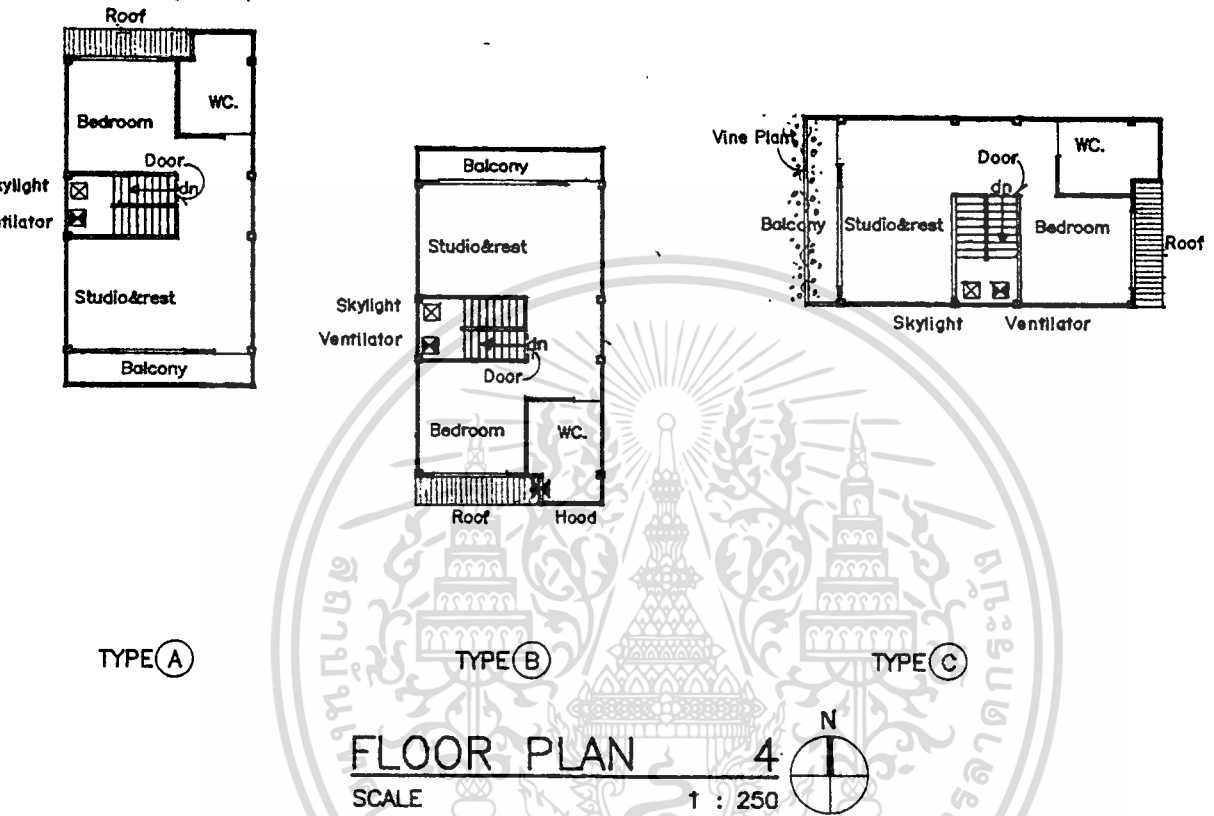 Roof
WC.
Bedroom
Door
dn
Studio&rest
Balcony
Balcony
Studio&rest
Skylight
Ventilator
dn
Door
Bedroom
WC.
Roof
Hood
Vine Plant
Door
WC.
dn
Balcony
Studio&rest
Bedroom
Roof
Skylight
Ventilator
TYPE A
TYPE B
TYPE C
FLOOR PLAN 4
N
SCALE 1 : 250